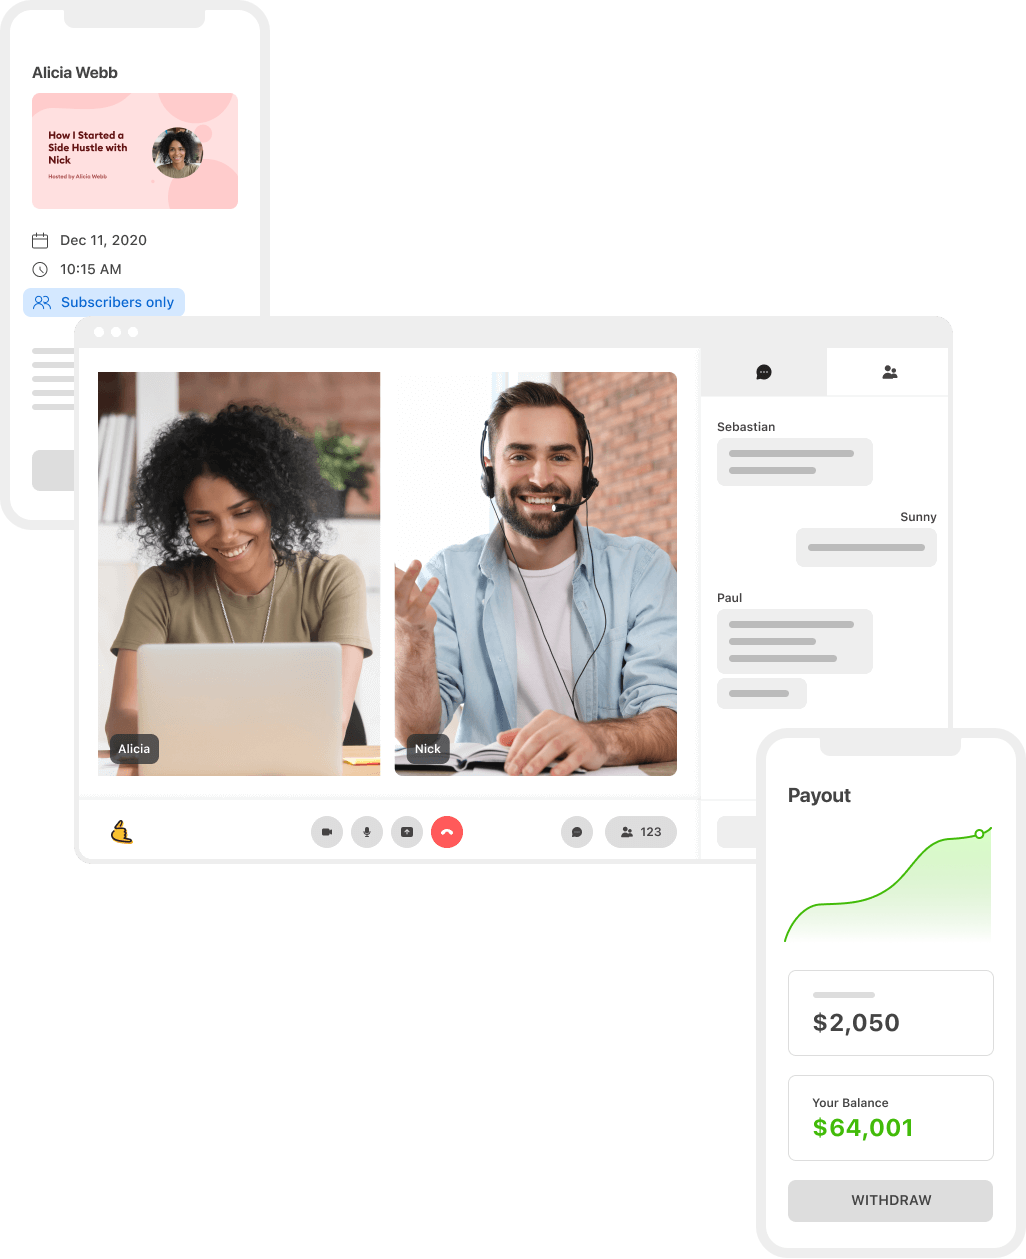 Alicia Webb
How I Started a
Side Hustle with
Nick
Hosted by Alicia Webb
Dec 11, 2020
10:15 AM
Subscribers only
Alicia
Nick
123
Sebastian
Sunny
Paul
Payout
$2,050
Your Balance
$64,001
WITHDRAW